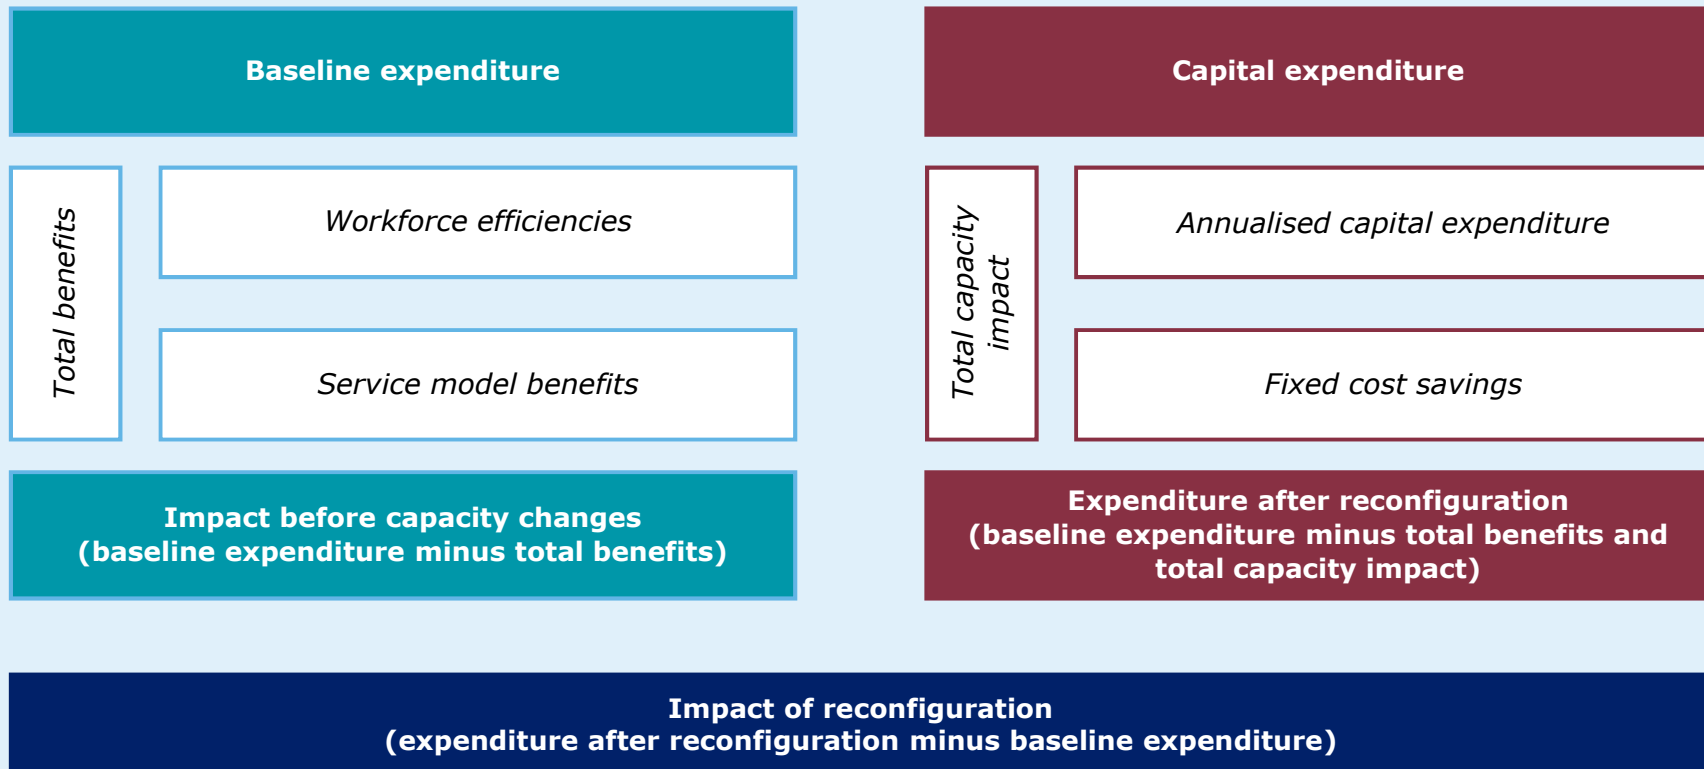 Baseline expenditure
Total benefits
Workforce efficiencies
Service model benefits
Impact before capacity changes
(baseline expenditure minus total benefits)
Capital expenditure
Total capacity
impact
Annualised capital expenditure
Fixed cost savings
Expenditure after reconfiguration
(baseline expenditure minus total benefits and
total capacity impact)
Impact of reconfiguration
(expenditure after reconfiguration minus baseline expenditure)